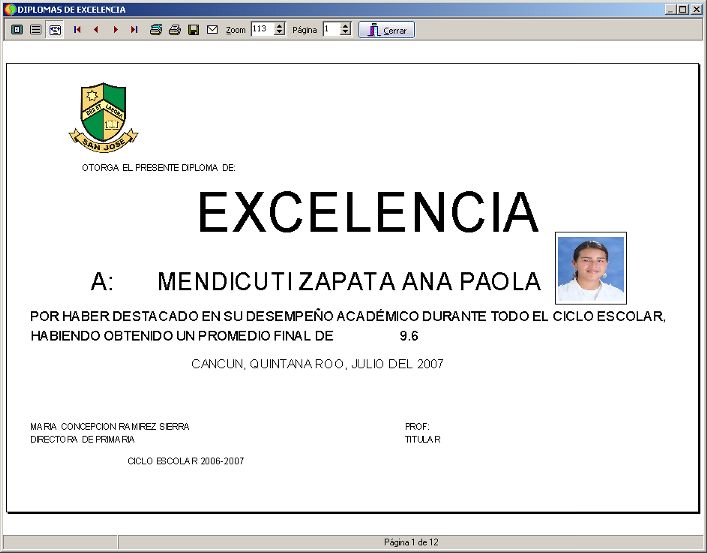 DIPLOMAS DE EXCELENCIA
Zoom 113 Página 1 Cerrar
SAN JOSE
OTORGA EL PRESENTE DIPLOMA DE:
EXCELENCIA
A: MENDICUTI ZAPATA ANA PAOLA
POR HABER DESTACADO EN SU DESEMPEÑO ACADÉMICO DURANTE TODO EL CICLO ESCOLAR,
HABIENDO OBTENIDO UN PROMEDIO FINAL DE 9.6
CANCUN, QUINTANA ROO, JULIO DEL 2007
MARIA CONCEPCION RAMIREZ SIERRA PROF:
DIRECTORA DE PRIMARIA TITULAR
CICLO ESCOLAR 2006-2007
Página 1 de 12